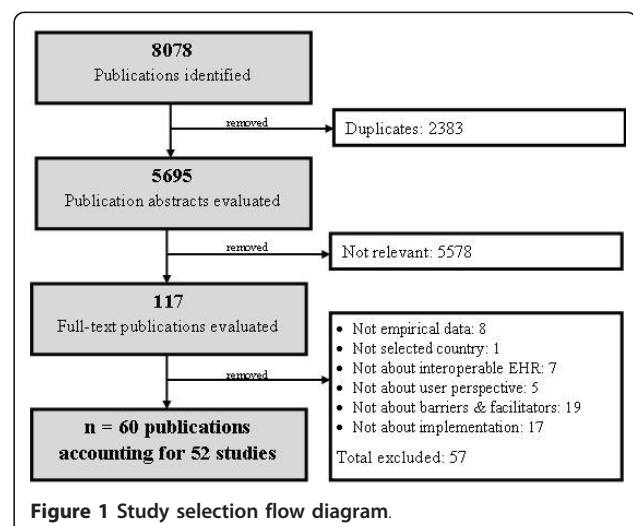 8078
Publications identified
removed
Duplicates: 2383
5695
Publication abstracts evaluated
removed
Not relevant: 5578
117
Full-text publications evaluated
removed
• Not empirical data: 8
• Not selected country: 1
• Not about interoperable EHR: 7
• Not about user perspective: 5
• Not about barriers & facilitators: 19
• Not about implementation: 17
Total excluded: 57
n = 60 publications
accounting for 52 studies
Figure 1 Study selection flow diagram.